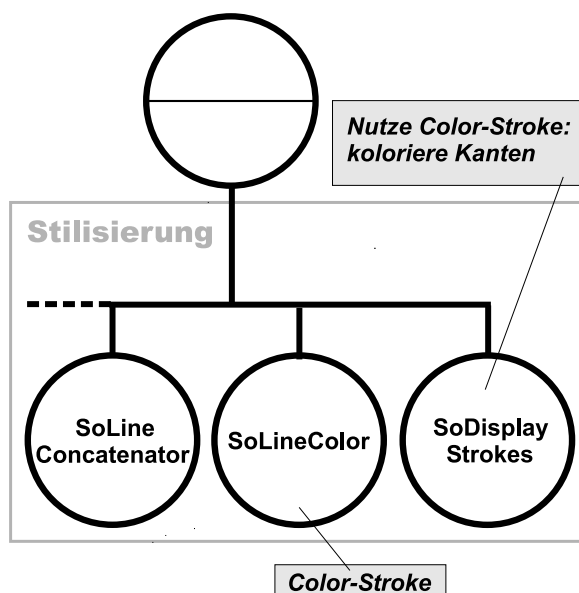 Nutze Color-Stroke:
koloriere Kanten
Stilisierung
SoLine
Concatenator
SoLineColor
SoDisplay
Strokes
Color-Stroke